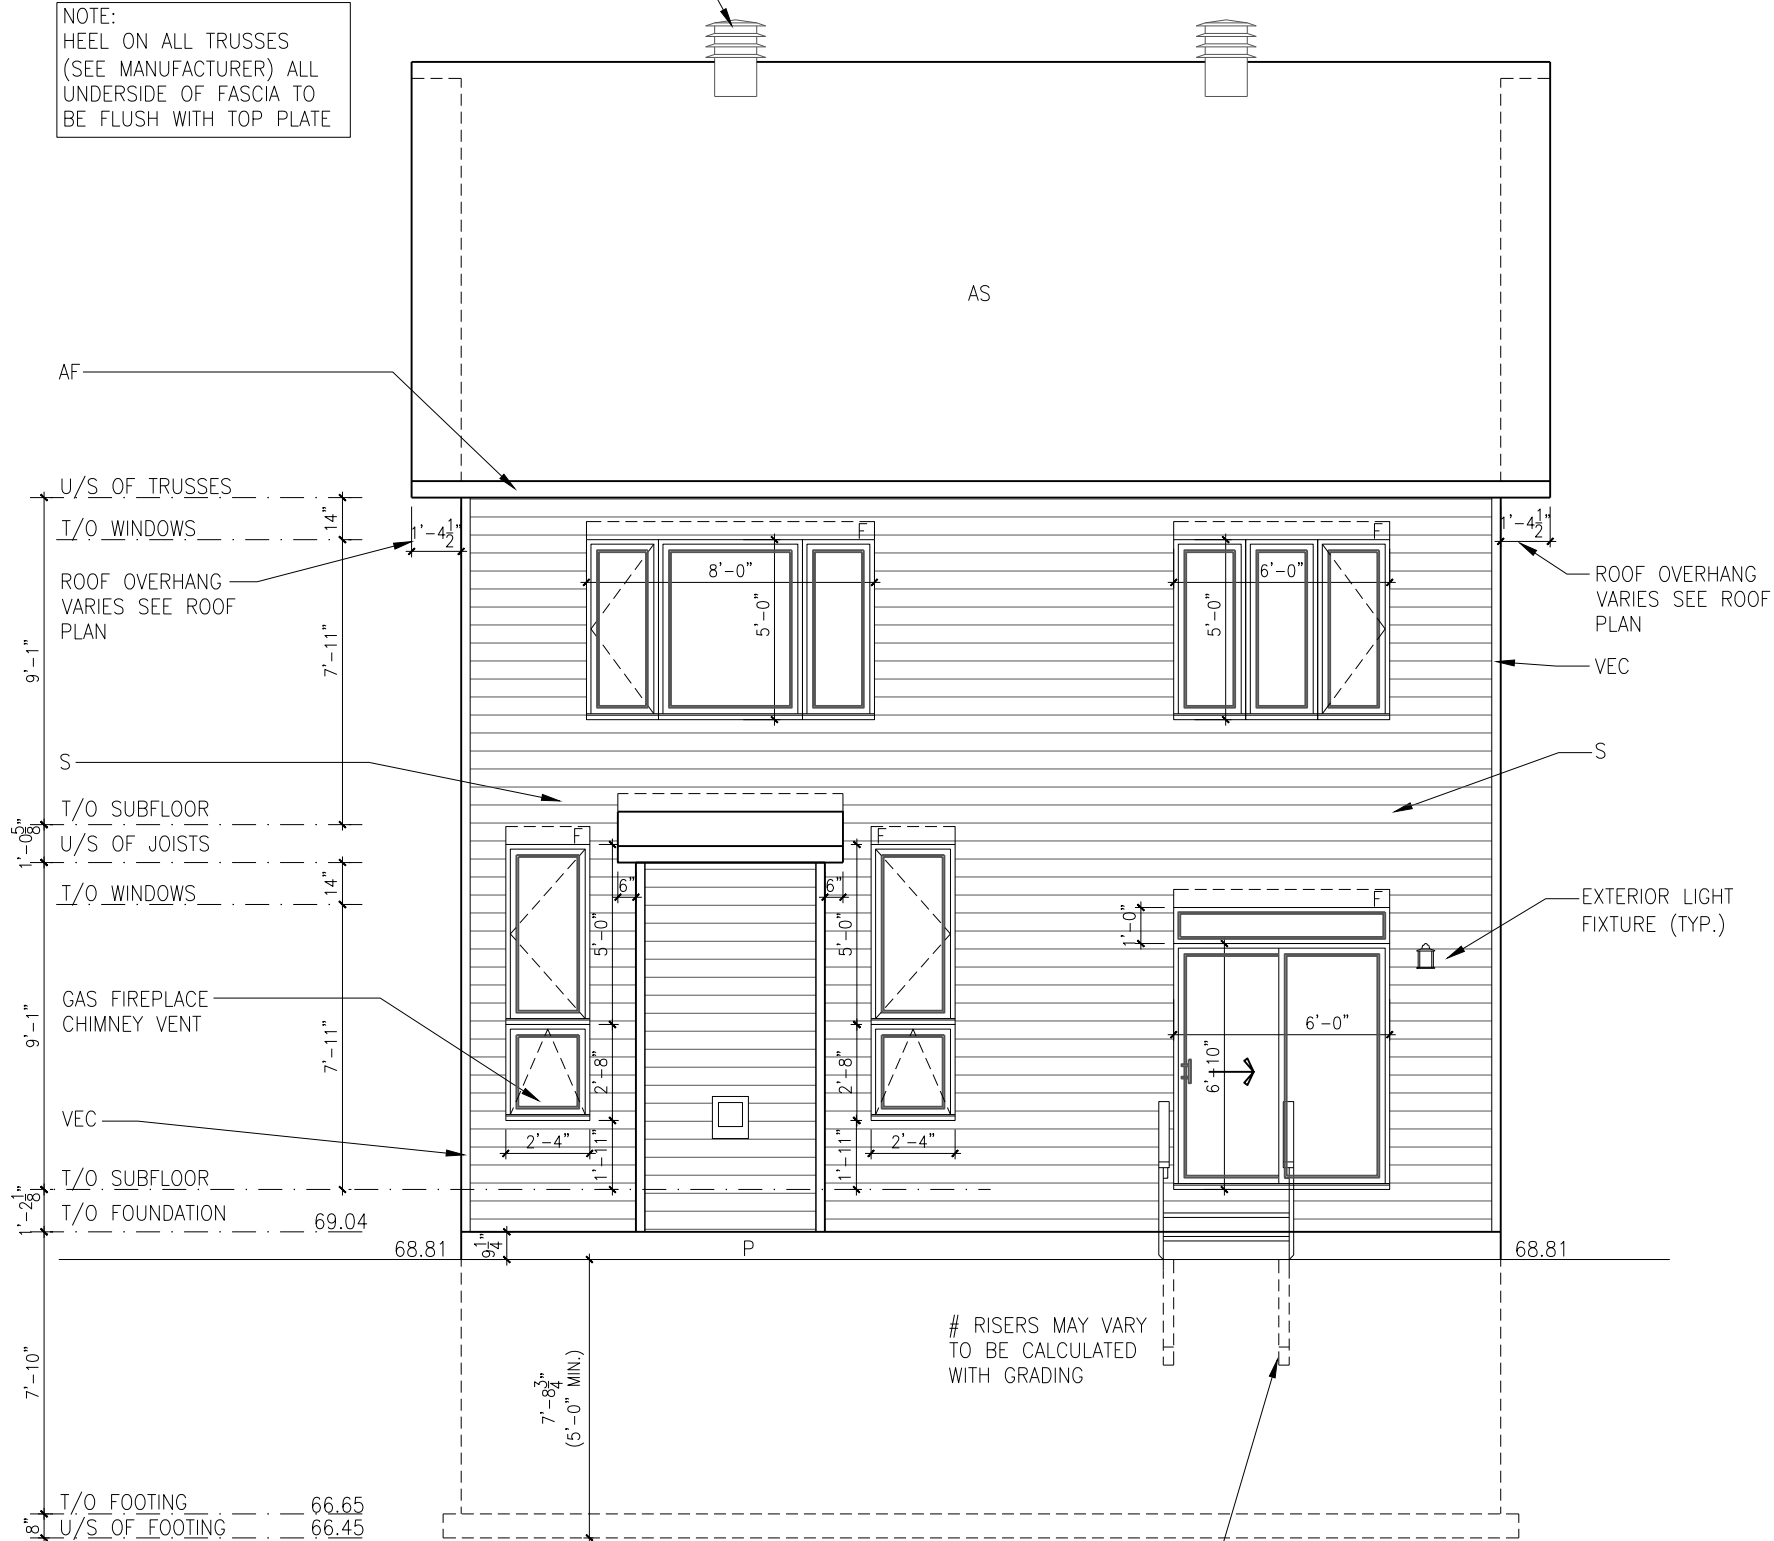 NOTE:
HEEL ON ALL TRUSSES
(SEE MANUFACTURER) ALL
UNDERSIDE OF FASCIA TO
BE FLUSH WITH TOP PLATE
AS
AF
U/S OF TRUSSES
14"
T/O WINDOWS
1'-4½"
1'-4½"
ROOF OVERHANG
VARIES SEE ROOF
PLAN
ROOF OVERHANG
VARIES SEE ROOF
PLAN
F
F
8'-0"
5'-0"
6'-0"
5'-0"
9'-1"
7'-11"
VEC
S
S
T/O SUBFLOOR
1'-0⅝"
U/S OF JOISTS
14"
T/O WINDOWS
F
F
6"
6"
F
5'-0"
5'-0"
1'-0"
EXTERIOR LIGHT
FIXTURE (TYP.)
GAS FIREPLACE
CHIMNEY VENT
9'-1"
7'-11"
2'-8"
2'-8"
6'-0"
6'-10"
VEC
2'-4"
2'-4"
1'-11"
1'-11"
T/O SUBFLOOR
1'-2⅛"
T/O FOUNDATION
69.04
68.81
9¼"
P
68.81
# RISERS MAY VARY
TO BE CALCULATED
WITH GRADING
7'-10"
7'-8¾"
(5'-0" MIN.)
T/O FOOTING
66.65
8"
U/S OF FOOTING
66.45